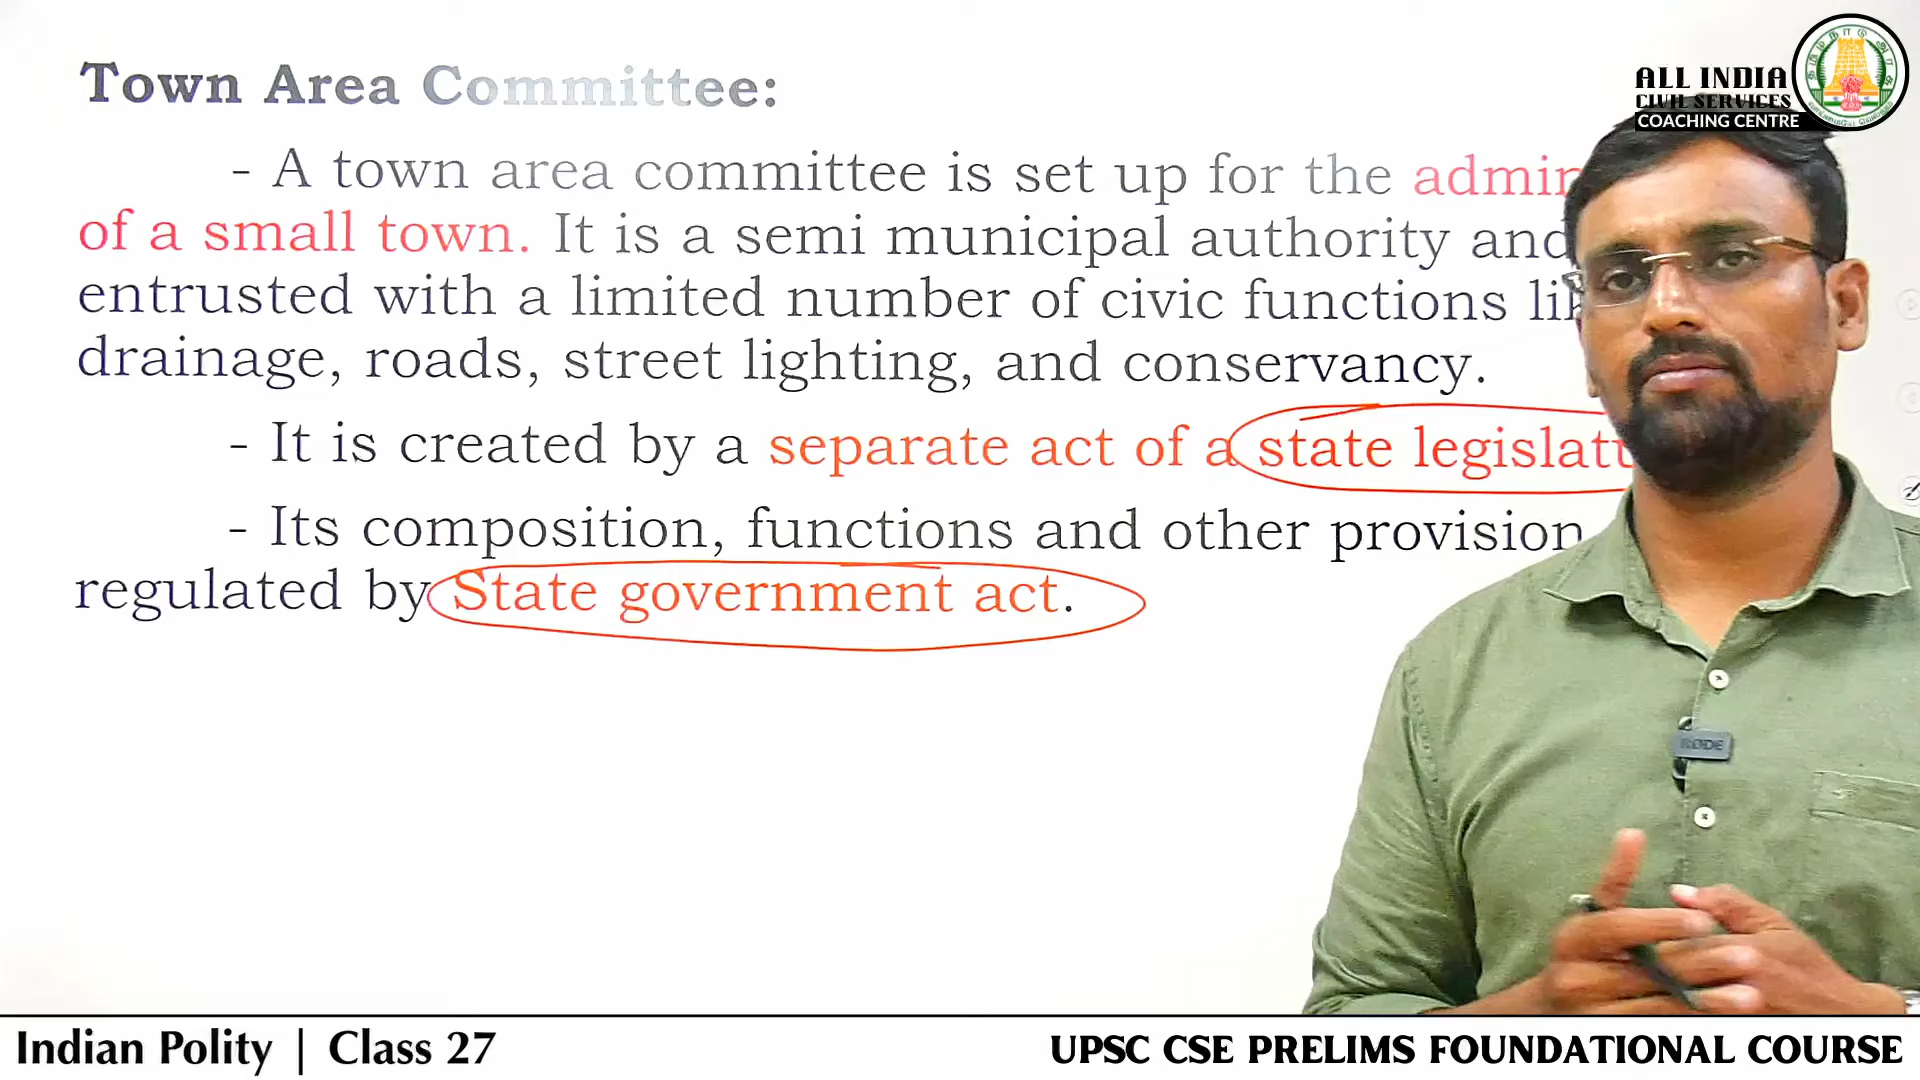 Town Area Committee:
ALL INDIA
CIVIL SERVICES
COACHING CENTRE
- A town area committee is set up for the
of a small town. It is a semi municipal authority and
entrusted with a limited number of civic functions
drainage, roads, street lighting, and conservancy.
- It is created by a separate act of a state
- Its composition, functions and other provision
regulated by State government act.
RODE
Indian Polity | Class 27
UPSC CSE PRELIMS FOUNDATIONAL COURSE